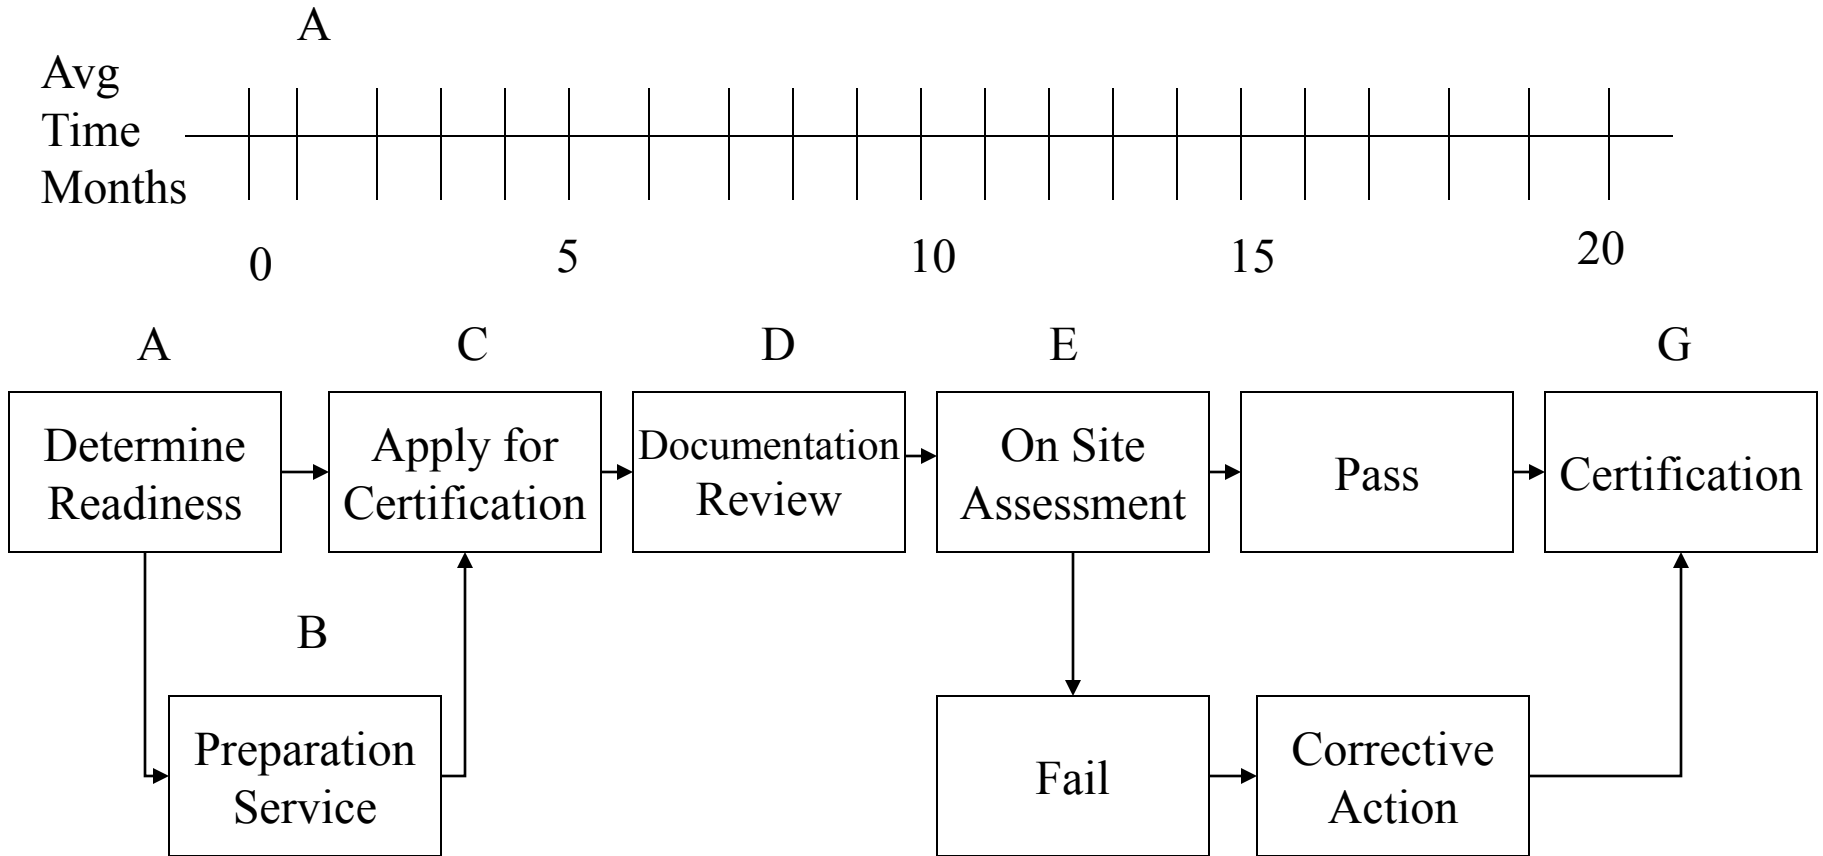 A
Avg
Time
Months
0
5
10
15
20
A
C
D
E
G
Determine
Readiness
Apply for
Certification
Documentation
Review
On Site
Assessment
Pass
Certification
B
Preparation
Service
Fail
Corrective
Action